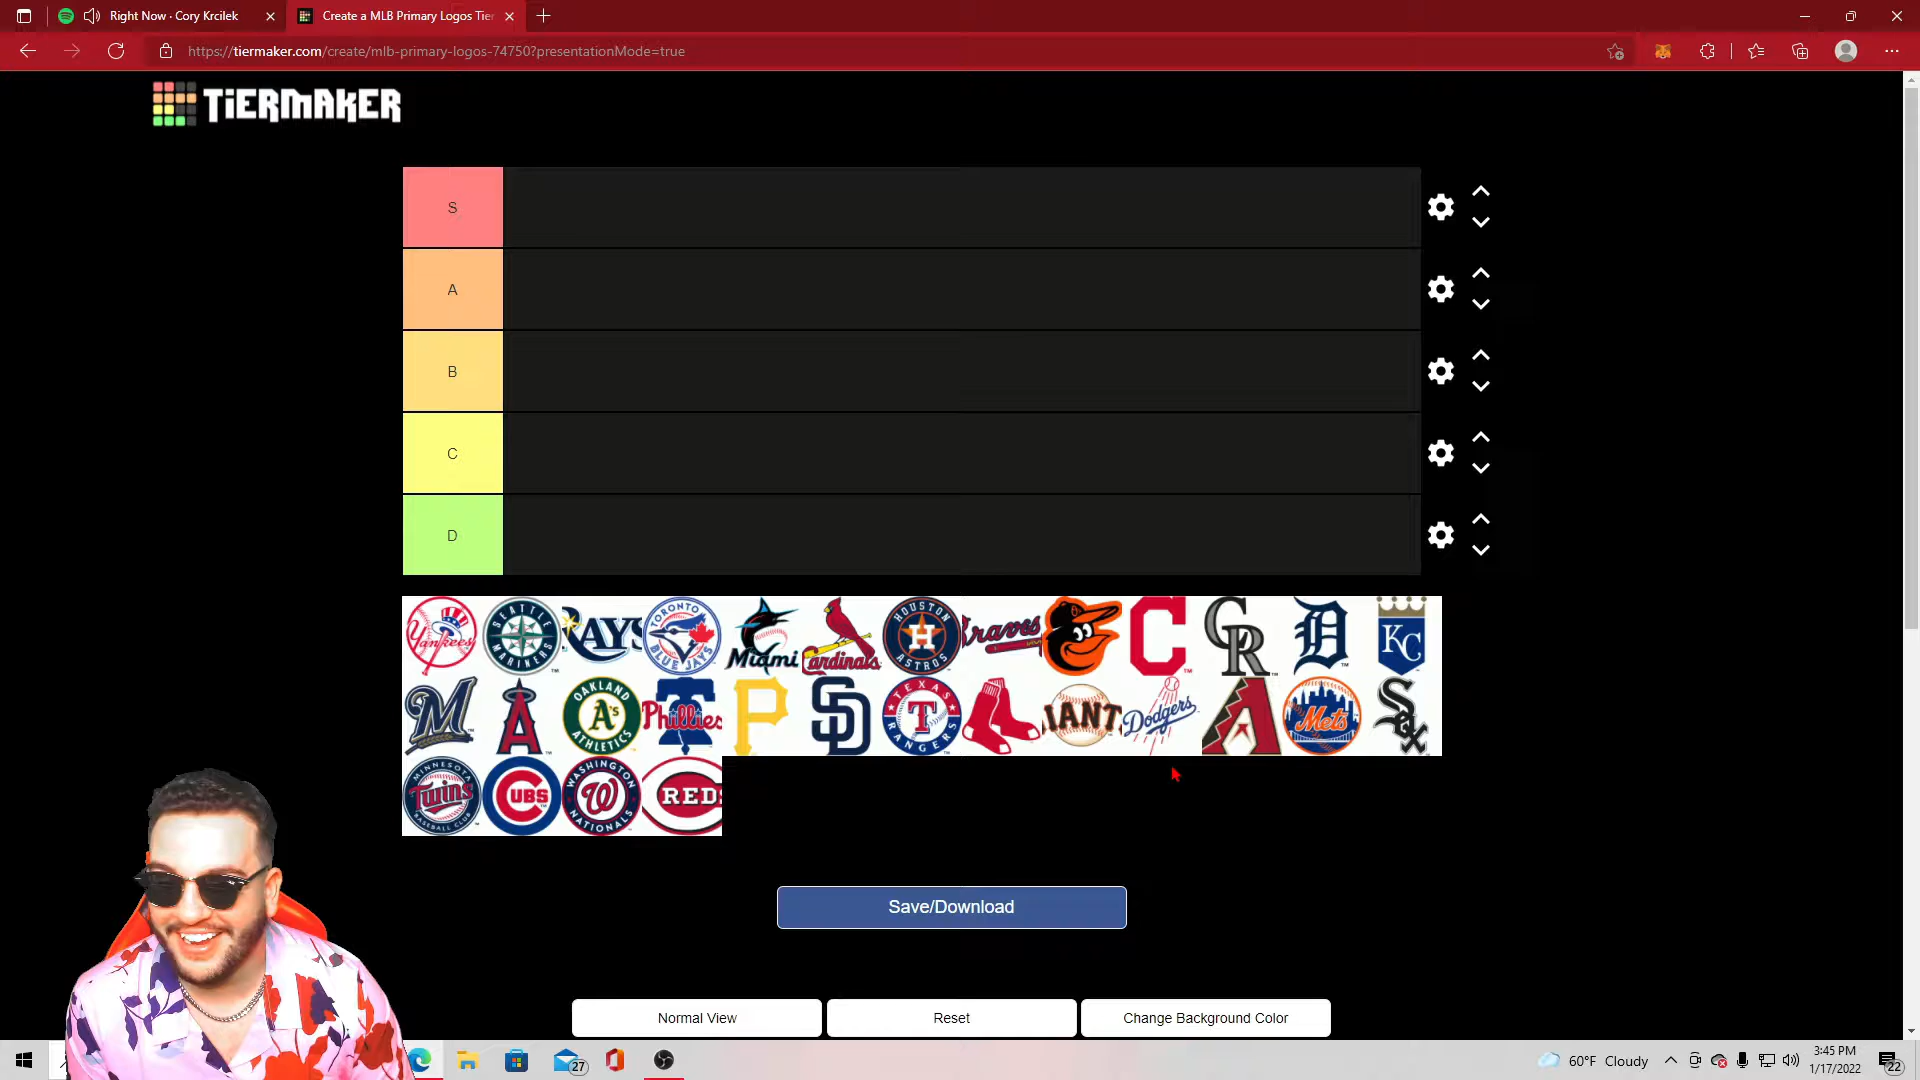 Right Now · Cory Krcilek
Create a MLB Primary Logos Tier
https://tiermaker.com/create/mlb-primary-logos-74750?presentationMode=true
TiERMAKER
S
A
B
C
D
Yankees
SEATTLE MARINERS
RAYS
TORONTO BLUE JAYS
Miami
Cardinals
HOUSTON H ASTROS
Braves
C
CR
D
KC
M
A
OAKLAND A's ATHLETICS
Phillies
P
SD
TEXAS T RANGERS
IANT
Dodgers
A
Mets
Sox
MINNESOTA Twins BASEBALL CLUB
CUBS
WASHINGTON W NATIONALS
REDS
Save/Download
Normal View
Reset
Change Background Color
27
60°F Cloudy
3:45 PM
1/17/2022
22